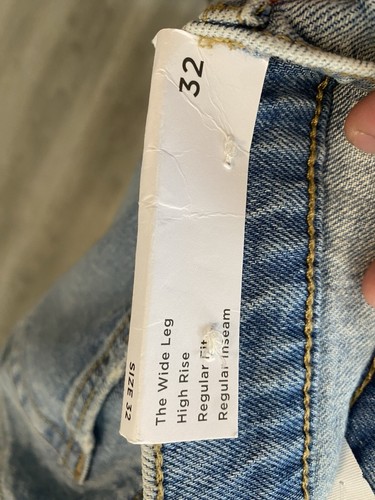 32
The Wide Leg
High Rise
Regular Fit
Regular Inseam
SIZE 32